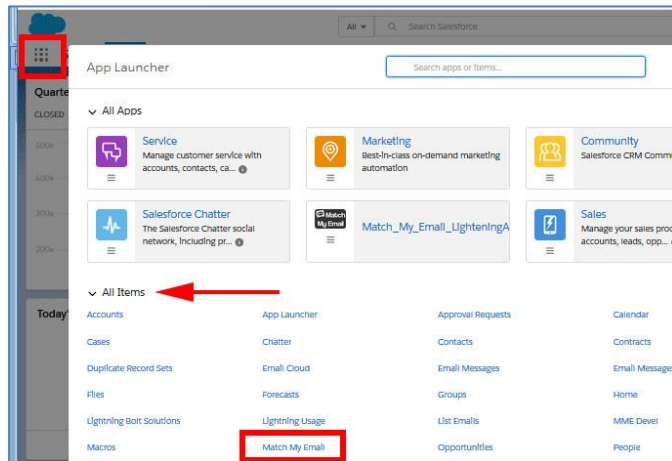 All
Search Salesforce
App Launcher
Search apps or items...
Quarte
CLOSED
All Apps
Service
Manage customer service with
accounts, contacts, ca...
Marketing
Best-in-class on-demand marketing
automation
Community
Salesforce CRM Commu
Salesforce Chatter
The Salesforce Chatter social
network, including pr...
Match
My Email
Match_My_Email_LighteningA
Sales
Manage your sales proc
accounts, leads, opp...
All Items
Today'
Accounts App Launcher Approval Requests Calendar
Cases Chatter Contacts Contracts
Duplicate Record Sets Email Cloud Email Messages Email Messages
Files Forecasts Groups Home
Lightning Bolt Solutions Lightning Usage List Emails MME Devel
Macros Match My Email Opportunities People